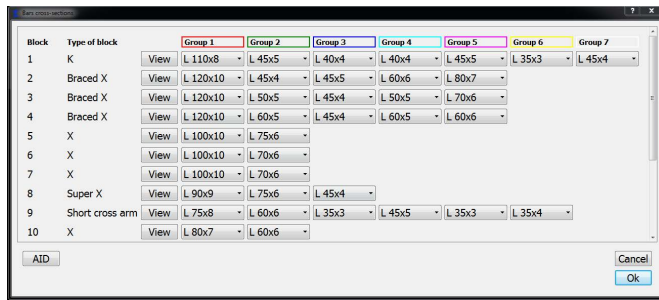 Bars cross-sections
Block Type of block Group 1 Group 2 Group 3 Group 4 Group 5 Group 6 Group 7
1 K View L 110x8 L 45x5 L 40x4 L 40x4 L 45x5 L 35x3 L 45x4
2 Braced X View L 120x10 L 45x4 L 45x5 L 60x6 L 80x7
3 Braced X View L 120x10 L 50x5 L 45x4 L 50x5 L 70x6
4 Braced X View L 120x10 L 60x5 L 45x4 L 60x5 L 60x6
5 X View L 100x10 L 75x6
6 X View L 100x10 L 70x6
7 X View L 100x10 L 70x6
8 Super X View L 90x9 L 75x6 L 45x4
9 Short cross arm View L 75x8 L 60x6 L 35x3 L 45x5 L 35x3 L 35x4
10 X View L 80x7 L 60x6
AID Cancel
Ok